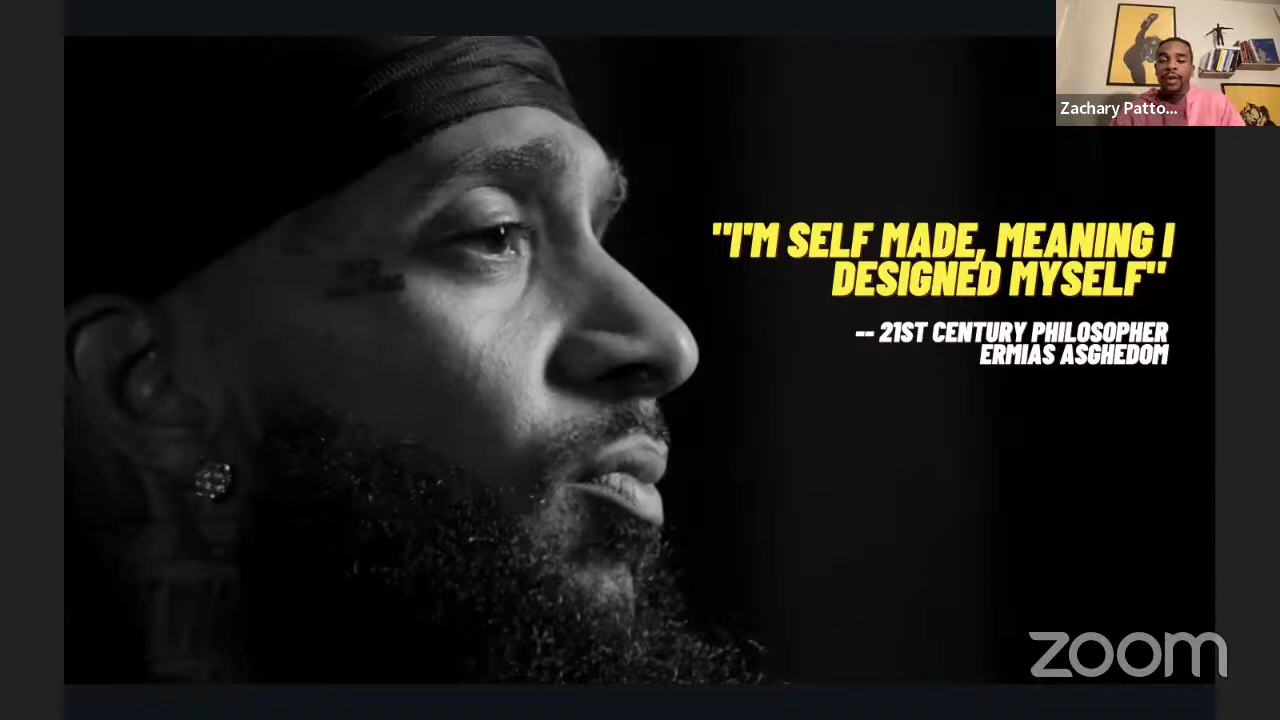 Zachary Patto...
"I'M SELF MADE, MEANING I
DESIGNED MYSELF"
-- 21ST CENTURY PHILOSOPHER
ERMIAS ASGHEDOM
zoom